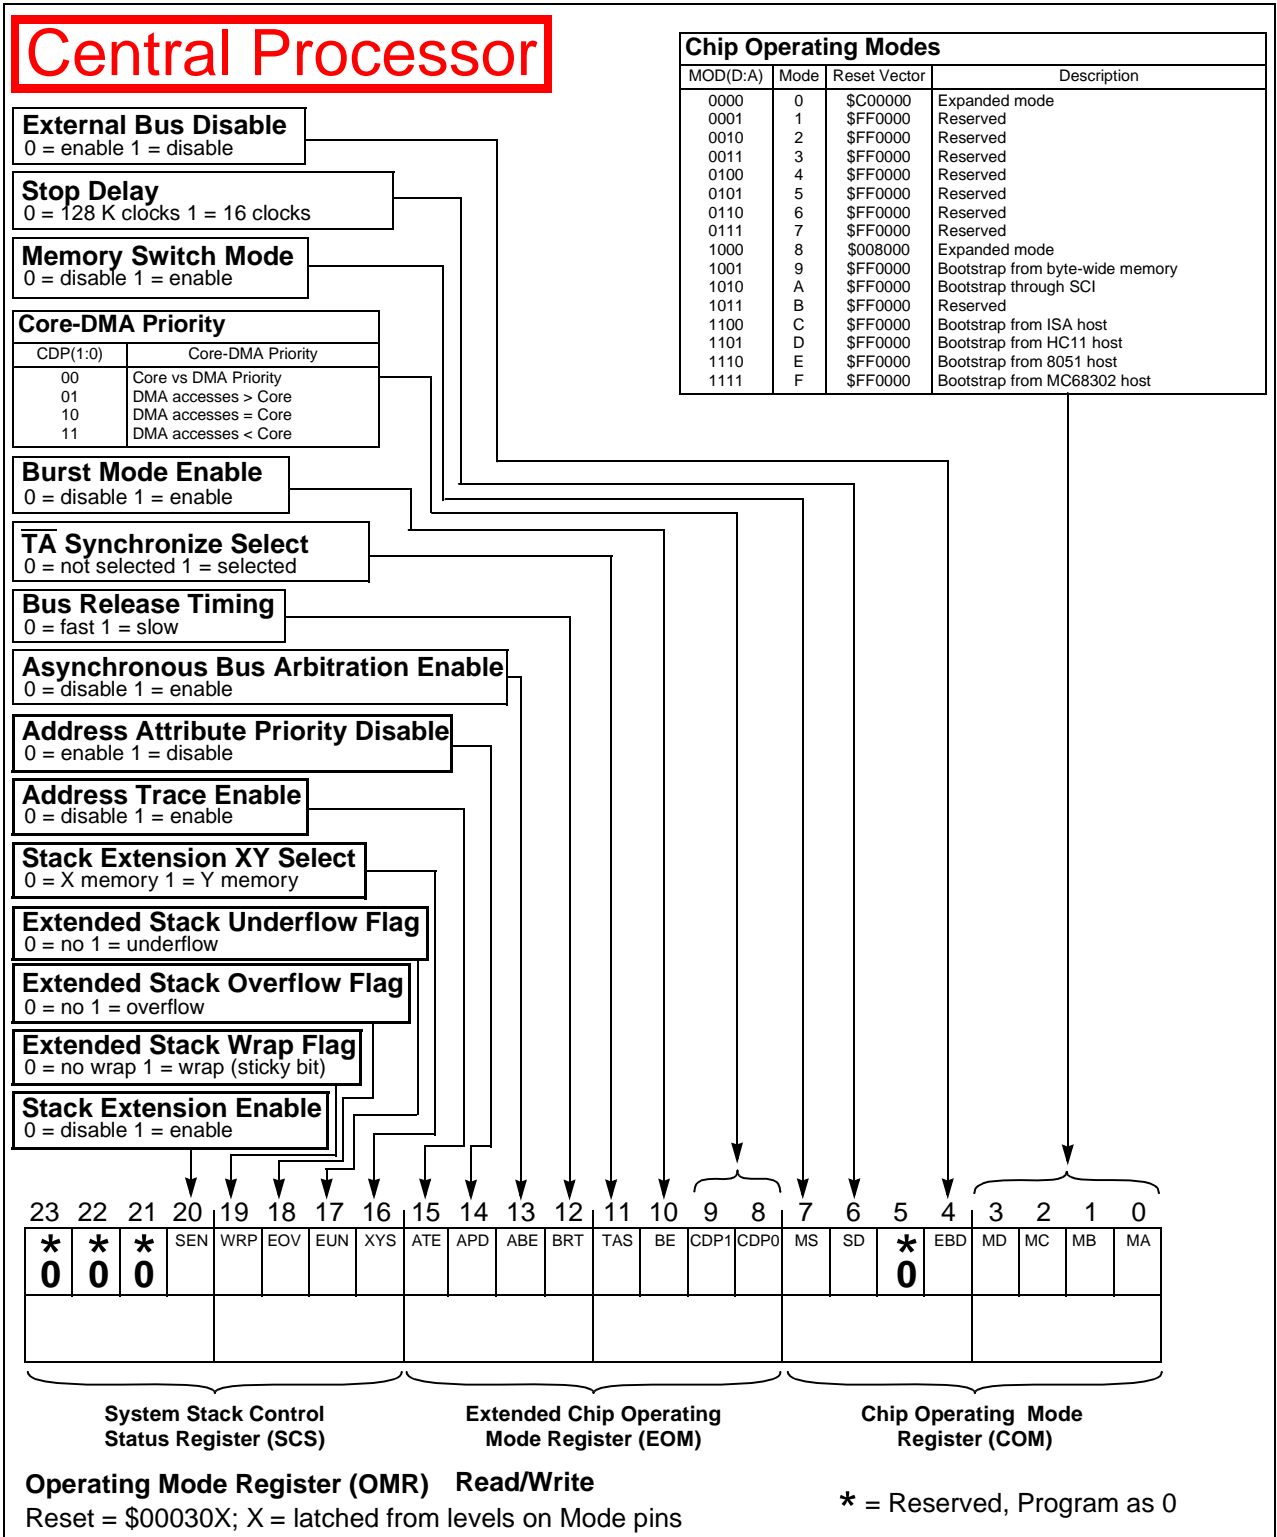 Central Processor
Chip Operating Modes
MOD(D:A) Mode Reset Vector Description
0000 0 $C00000 Expanded mode
0001 1 $FF0000 Reserved
0010 2 $FF0000 Reserved
0011 3 $FF0000 Reserved
0100 4 $FF0000 Reserved
0101 5 $FF0000 Reserved
0110 6 $FF0000 Reserved
0111 7 $FF0000 Reserved
1000 8 $008000 Expanded mode
1001 9 $FF0000 Bootstrap from byte-wide memory
1010 A $FF0000 Bootstrap through SCI
1011 B $FF0000 Reserved
1100 C $FF0000 Bootstrap from ISA host
1101 D $FF0000 Bootstrap from HC11 host
1110 E $FF0000 Bootstrap from 8051 host
1111 F $FF0000 Bootstrap from MC68302 host
External Bus Disable
0 = enable 1 = disable
Stop Delay
0 = 128 K clocks 1 = 16 clocks
Memory Switch Mode
0 = disable 1 = enable
Core-DMA Priority
CDP(1:0) Core-DMA Priority
00 Core vs DMA Priority
01 DMA accesses > Core
10 DMA accesses = Core
11 DMA accesses < Core
Burst Mode Enable
0 = disable 1 = enable
T̅A̅ Synchronize Select
0 = not selected 1 = selected
Bus Release Timing
0 = fast 1 = slow
Asynchronous Bus Arbitration Enable
0 = disable 1 = enable
Address Attribute Priority Disable
0 = enable 1 = disable
Address Trace Enable
0 = disable 1 = enable
Stack Extension XY Select
0 = X memory 1 = Y memory
Extended Stack Underflow Flag
0 = no 1 = underflow
Extended Stack Overflow Flag
0 = no 1 = overflow
Extended Stack Wrap Flag
0 = no wrap 1 = wrap (sticky bit)
Stack Extension Enable
0 = disable 1 = enable
23 22 21 20 19 18 17 16 15 14 13 12 11 10 9 8 7 6 5 4 3 2 1 0
* * * SEN WRP EOV EUN XYS ATE APD ABE BRT TAS BE CDP1 CDP0 MS SD * EBD MD MC MB MA
0 0 0 0
System Stack Control
Status Register (SCS)
Extended Chip Operating
Mode Register (EOM)
Chip Operating Mode
Register (COM)
Operating Mode Register (OMR) Read/Write
Reset = $00030X; X = latched from levels on Mode pins
* = Reserved, Program as 0